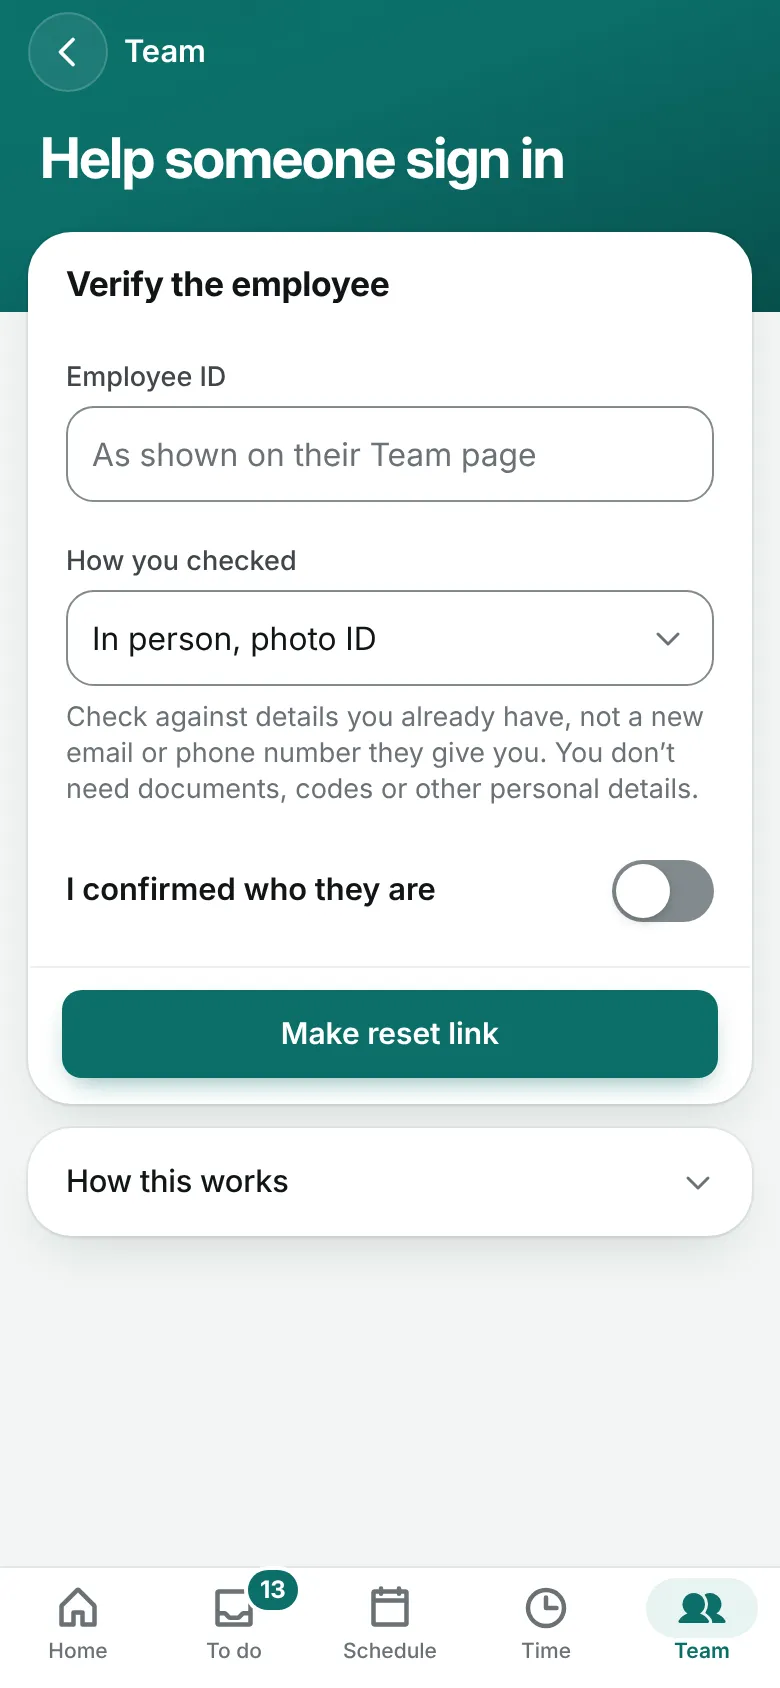 Team
Help someone sign in
Verify the employee
Employee ID
As shown on their Team page
How you checked
In person, photo ID
Check against details you already have, not a new
email or phone number they give you. You don’t
need documents, codes or other personal details.
I confirmed who they are
Make reset link
How this works
13
Home
To do
Schedule
Time
Team